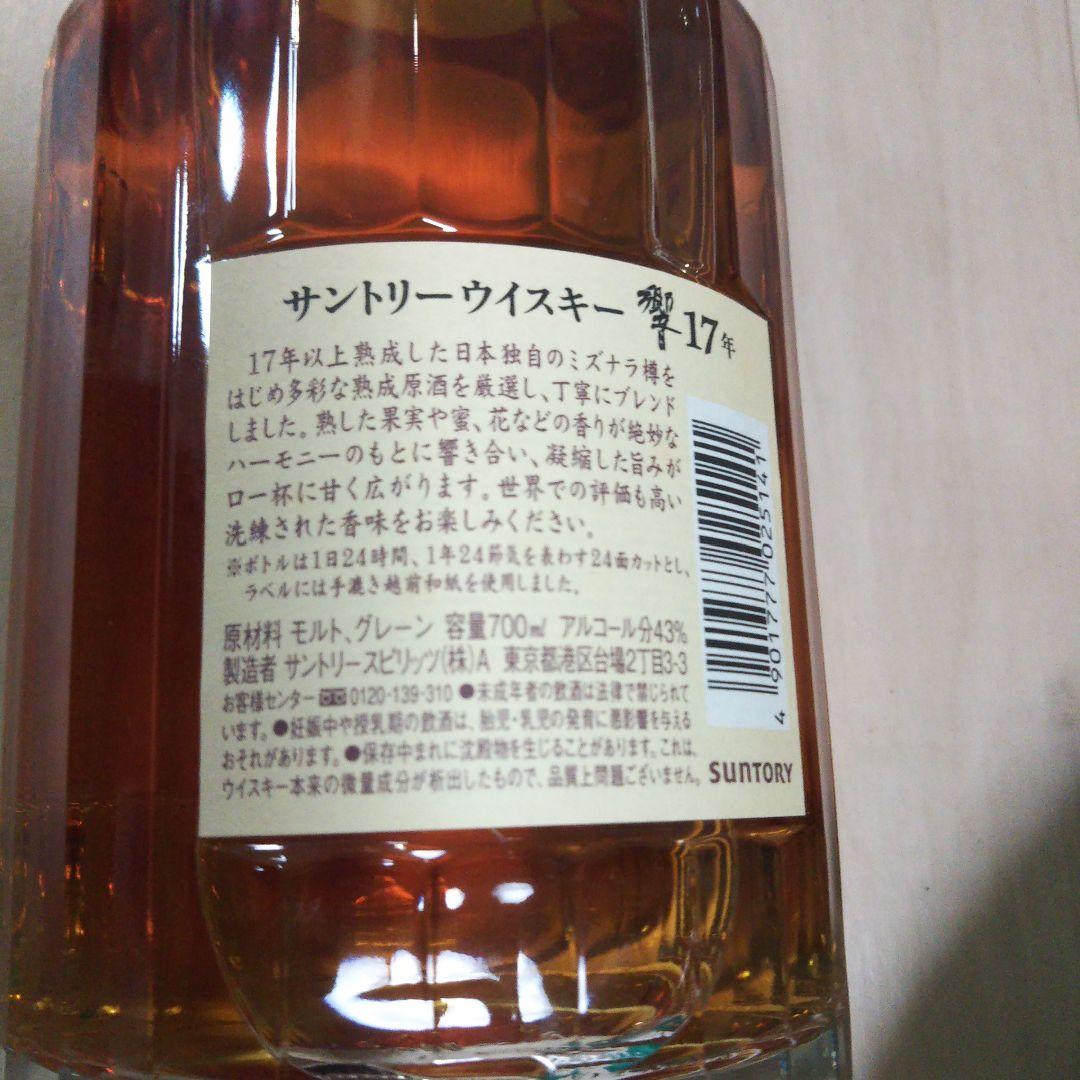 サントリーウイスキー 響 17年
17年以上熟成した日本独自のミズナラ樽を
はじめ多彩な熟成原酒を厳選し、丁寧にブレンド
しました。熟した果実や蜜、花などの香りが絶妙な
ハーモニーのもとに響き合い、凝縮した旨みが
口一杯に甘く広がります。世界での評価も高い
洗練された香味をお楽しみください。
※ボトルは1日24時間、1年24節気を表わす24面カットとし、
ラベルには手漉き越前和紙を使用しました。
原材料 モルト、グレーン 容量700㎖ アルコール分43%
製造者 サントリースピリッツ(株)A 東京都港区台場2丁目3-3
お客様センター 0120-139-310 ●未成年者の飲酒は法律で禁じられて
います。●妊娠中や授乳期の飲酒は、胎児・乳児の発育に悪影響を与える
おそれがあります。●保存中まれに沈殿物を生じることがあります。これは、
ウイスキー本来の微量成分が析出したもので、品質上問題ございません。
SUNTORY
4 901777 025141